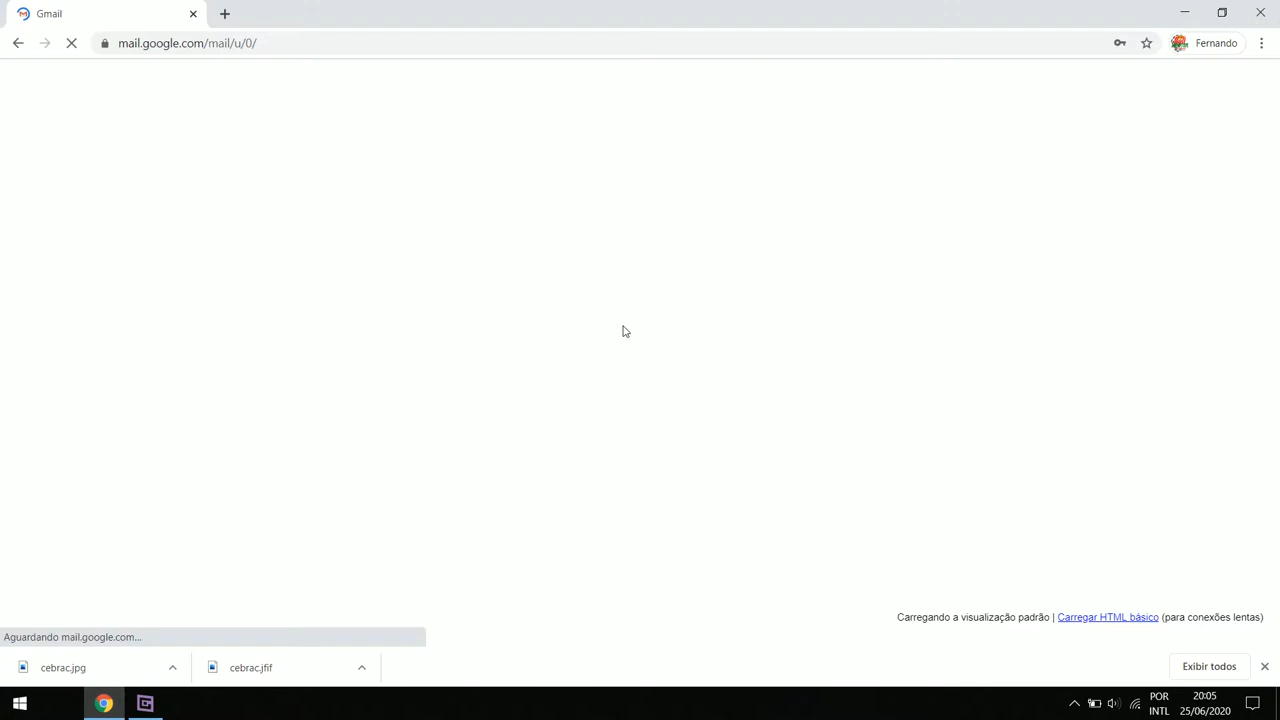 Gmail
mail.google.com/mail/u/0/
Fernando
Carregando a visualização padrão | Carregar HTML básico (para conexões lentas)
Aguardando mail.google.com...
cebrac.jpg
cebrac.jfif
Exibir todos
POR
INTL
20:05
25/06/2020